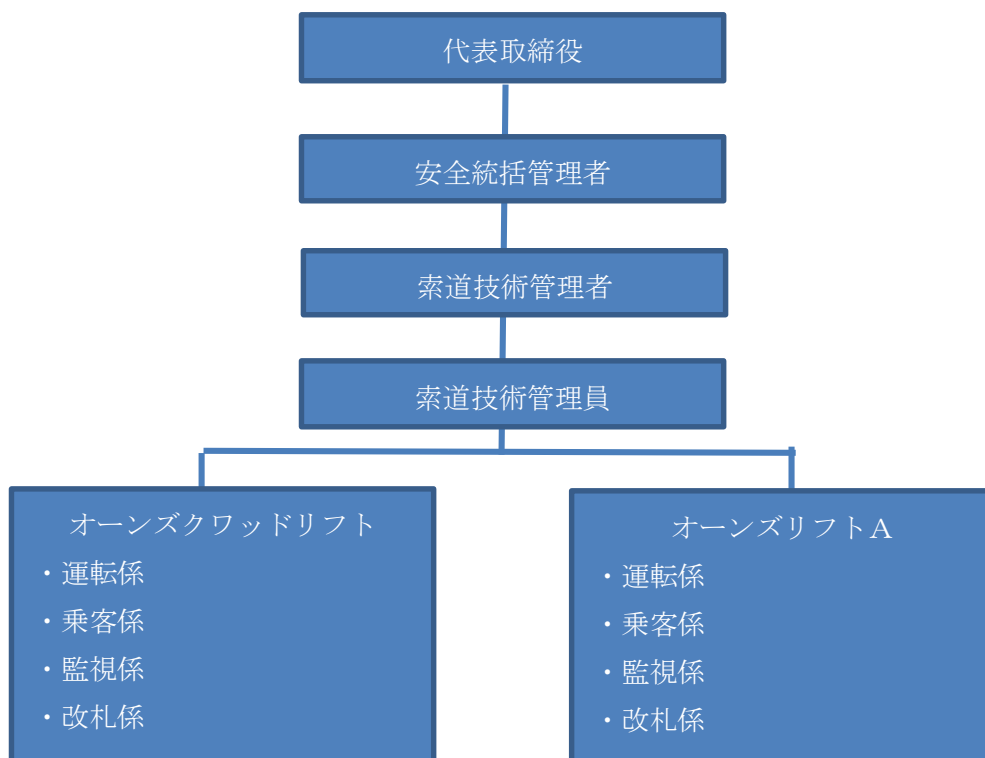 代表取締役
安全統括管理者
索道技術管理者
索道技術管理員
オーンズクワッドリフト
・運転係
・乗客係
・監視係
・改札係
オーンズリフトＡ
・運転係
・乗客係
・監視係
・改札係